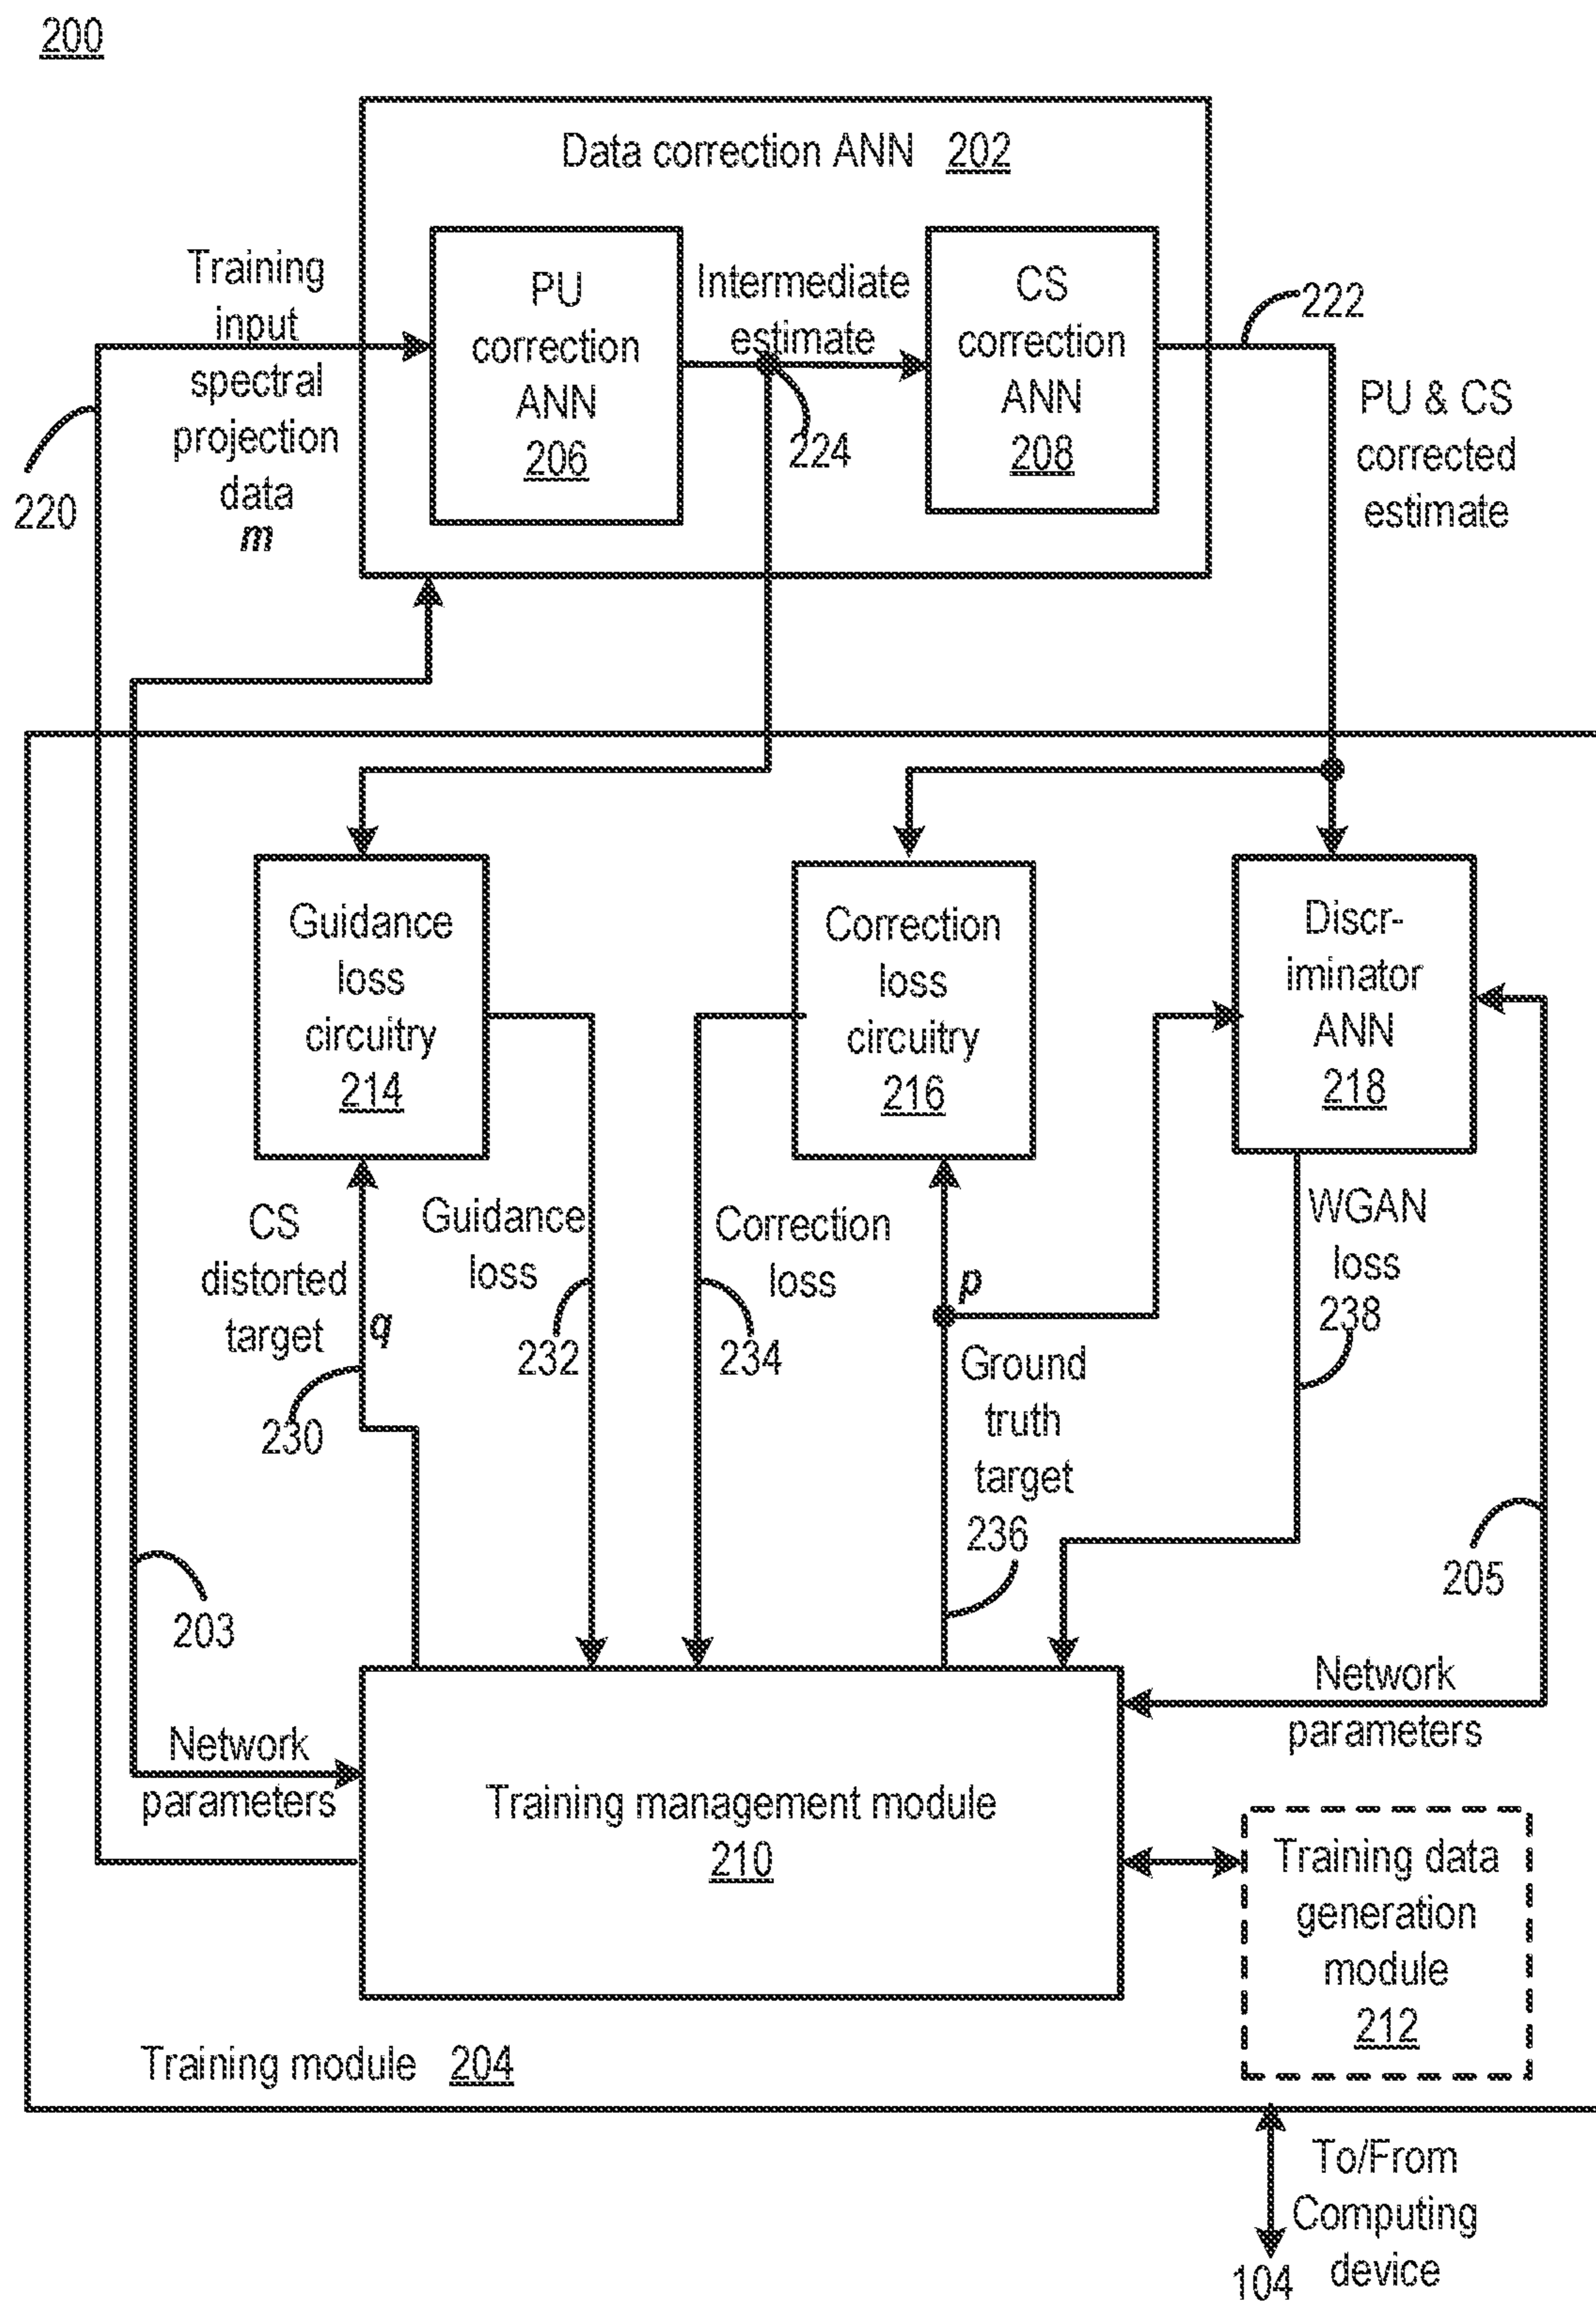 200
Data correction ANN 202
Training
input
spectral
projection
data
m
220
PU
correction
ANN
206
Intermediate
estimate
224
CS
correction
ANN
208
222
PU & CS
corrected
estimate
Guidance
loss
circuitry
214
Correction
loss
circuitry
216
Discr-
iminator
ANN
218
CS
distorted
target
q
230
Guidance
loss
232
Correction
loss
234
p
Ground
truth
target
236
WGAN
loss
238
205
203
Network
parameters
Network
parameters
Training management module
210
Training data
generation
module
212
Training module 204
To/From
Computing
device
104